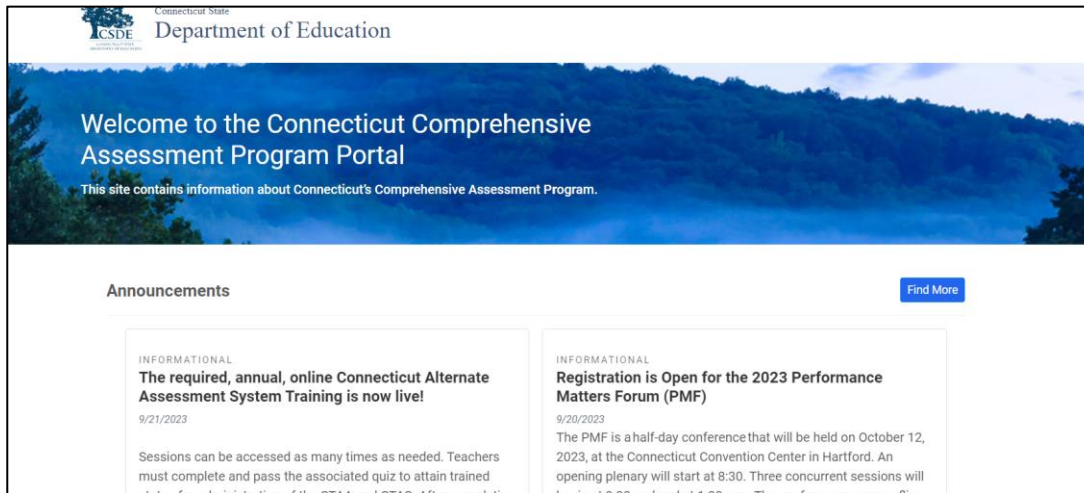 Connecticut State
CSDE
Department of Education
Welcome to the Connecticut Comprehensive
Assessment Program Portal
This site contains information about Connecticut's Comprehensive Assessment Program.
Announcements
Find More
INFORMATIONAL
The required, annual, online Connecticut Alternate
Assessment System Training is now live!
9/21/2023
Sessions can be accessed as many times as needed. Teachers
must complete and pass the associated quiz to attain trained
INFORMATIONAL
Registration is Open for the 2023 Performance
Matters Forum (PMF)
9/20/2023
The PMF is a half-day conference that will be held on October 12,
2023, at the Connecticut Convention Center in Hartford. An
opening plenary will start at 8:30. Three concurrent sessions will